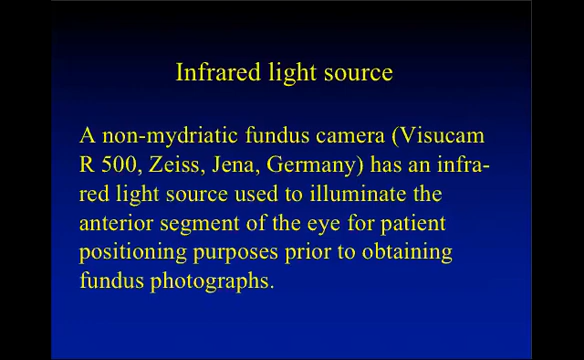 Infrared light source
A non-mydriatic fundus camera (Visucam
R 500, Zeiss, Jena, Germany) has an infra-
red light source used to illuminate the
anterior segment of the eye for patient
positioning purposes prior to obtaining
fundus photographs.